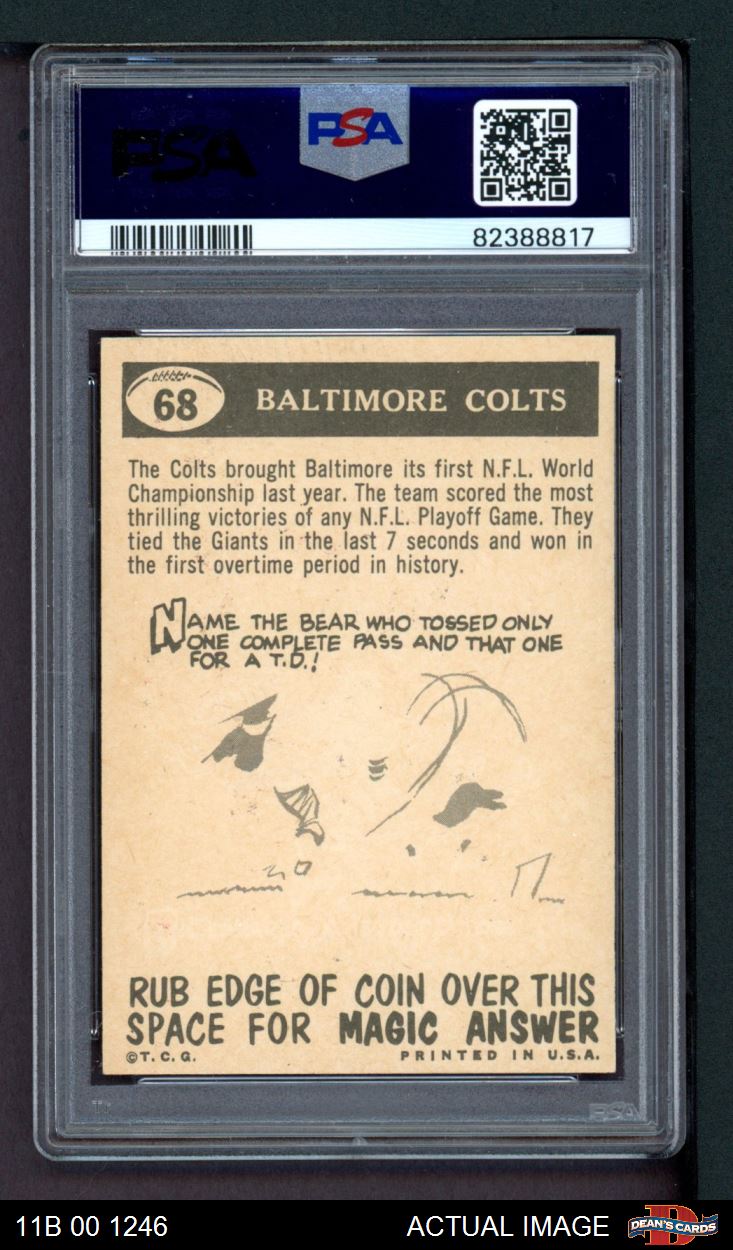 PSA
PSA
82388817
68 BALTIMORE COLTS
The Colts brought Baltimore its first N.F.L. World
Championship last year. The team scored the most
thrilling victories of any N.F.L. Playoff Game. They
tied the Giants in the last 7 seconds and won in
the first overtime period in history.
NAME THE BEAR WHO TOSSED ONLY
ONE COMPLETE PASS AND THAT ONE
FOR A T.D.!
RUB EDGE OF COIN OVER THIS
SPACE FOR MAGIC ANSWER
©T.C.G. PRINTED IN U.S.A.
PSA
11B 00 1246 ACTUAL IMAGE DEAN'S CARDS